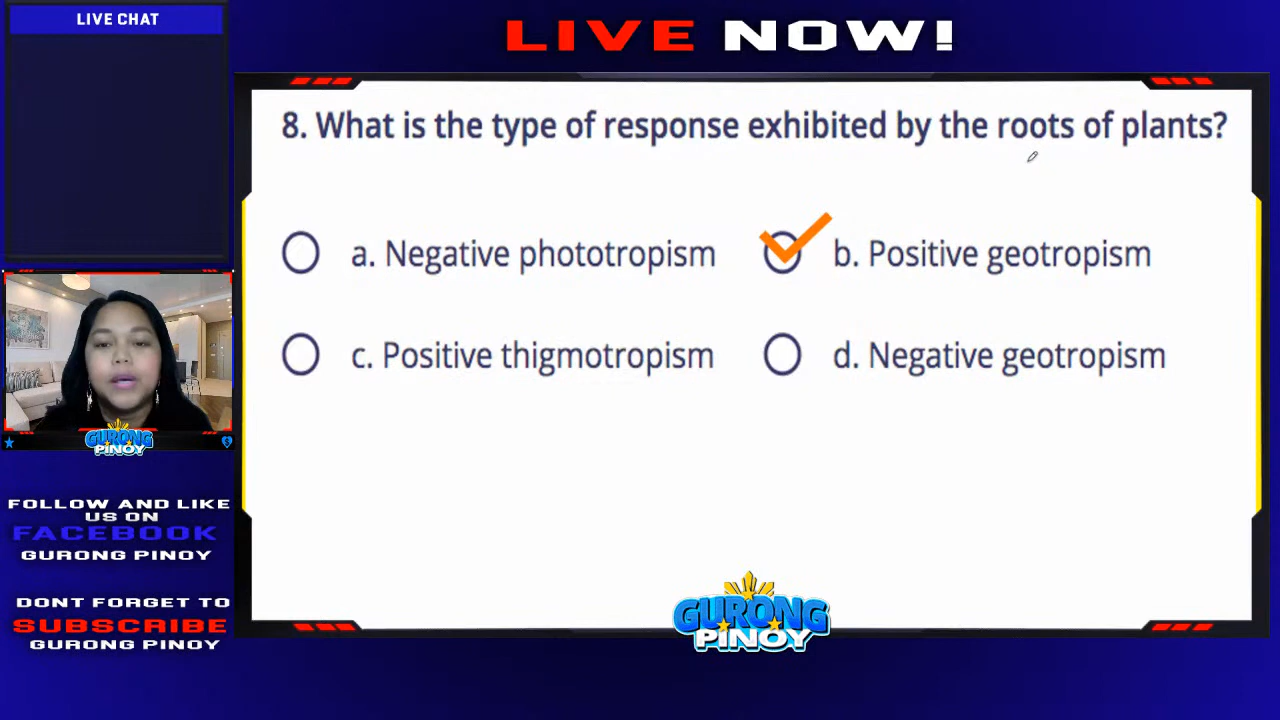 LIVE CHAT
LIVE NOW!
8. What is the type of response exhibited by the roots of plants?
a. Negative phototropism
b. Positive geotropism
c. Positive thigmotropism
d. Negative geotropism
GURONG
PINOY
FOLLOW AND LIKE
US ON
FACEBOOK
GURONG PINOY
DONT FORGET TO
SUBSCRIBE
GURONG PINOY
GURONG
PINOY